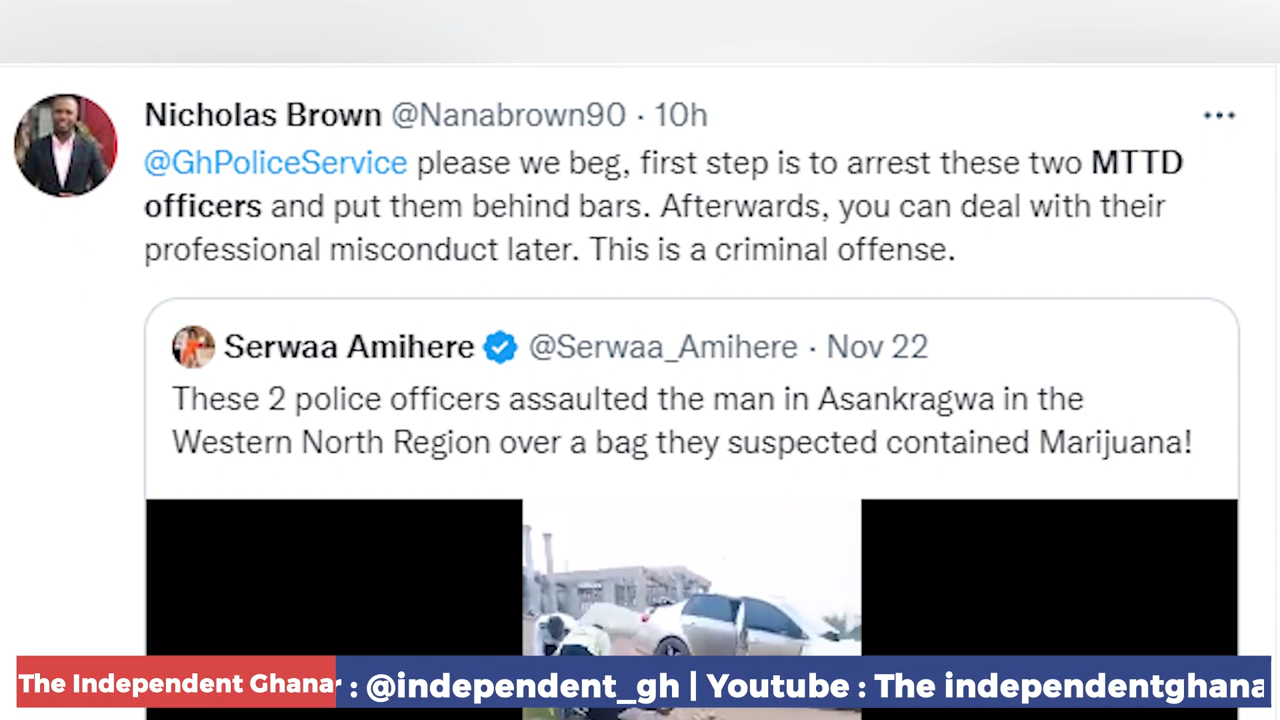 Nicholas Brown @Nanabrown90 · 10h
@GhPoliceService please we beg, first step is to arrest these two MTTD
officers and put them behind bars. Afterwards, you can deal with their
professional misconduct later. This is a criminal offense.
Serwaa Amihere @Serwaa_Amihere · Nov 22
These 2 police officers assaulted the man in Asankragwa in the
Western North Region over a bag they suspected contained Marijuana!
The Independent Ghana r : @independent_gh | Youtube : The independentghana